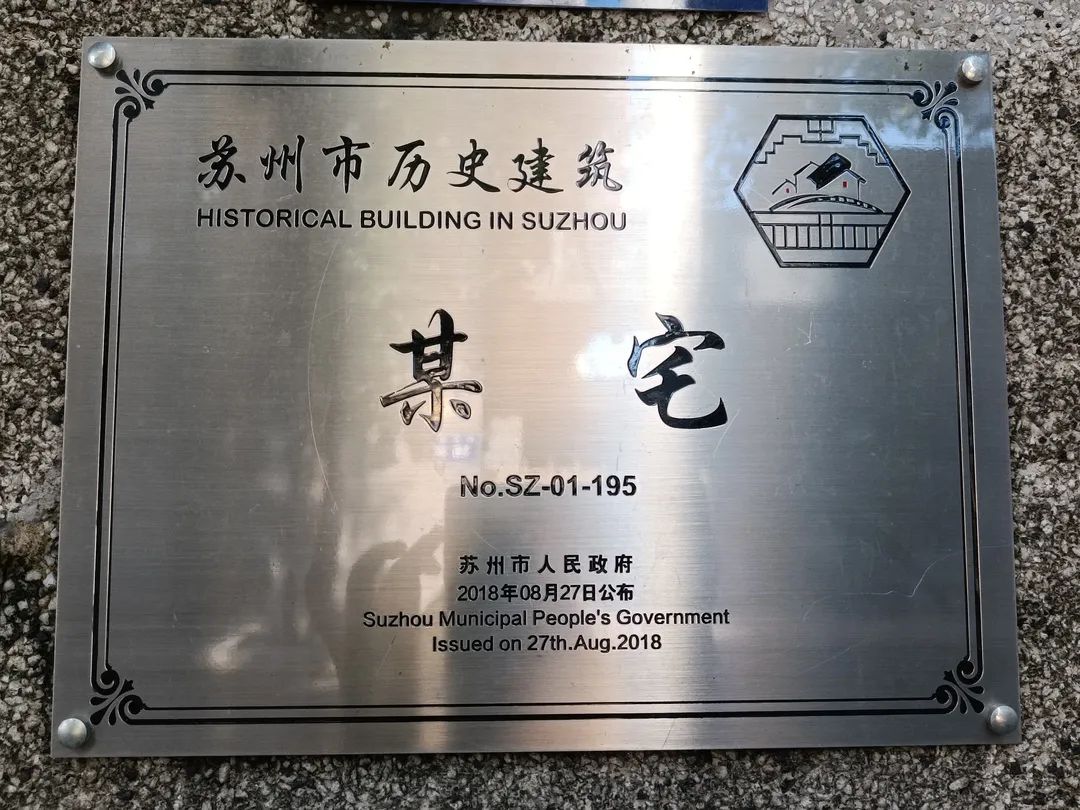 苏州市历史建筑
HISTORICAL BUILDING IN SUZHOU
某宅
No.SZ-01-195
苏州市人民政府
2018年08月27日公布
Suzhou Municipal People's Government
Issued on 27th.Aug.2018